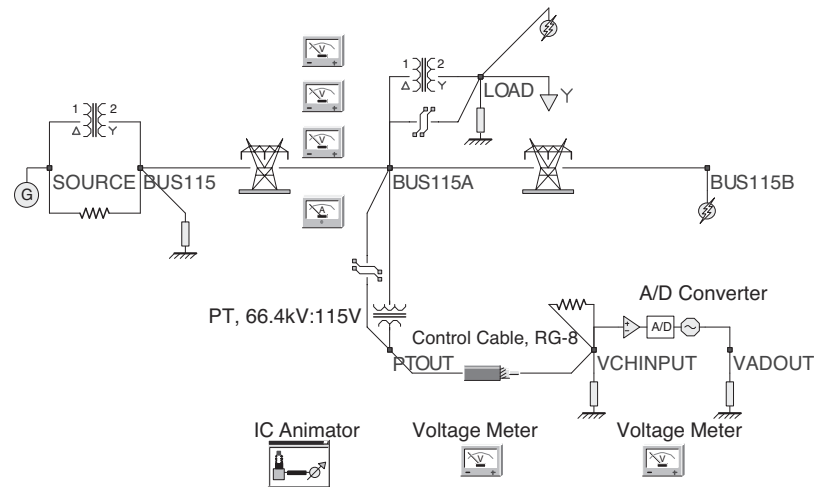 V
V
V
A
1 2
Δ Y
LOAD
Y
1 2
Δ Y
G
SOURCE
BUS115
BUS115A
BUS115B
PT, 66.4kV:115V
A/D Converter
A/D
Control Cable, RG-8
PTOUT
VCHINPUT
VADOUT
IC Animator
Voltage Meter
Voltage Meter
V
V